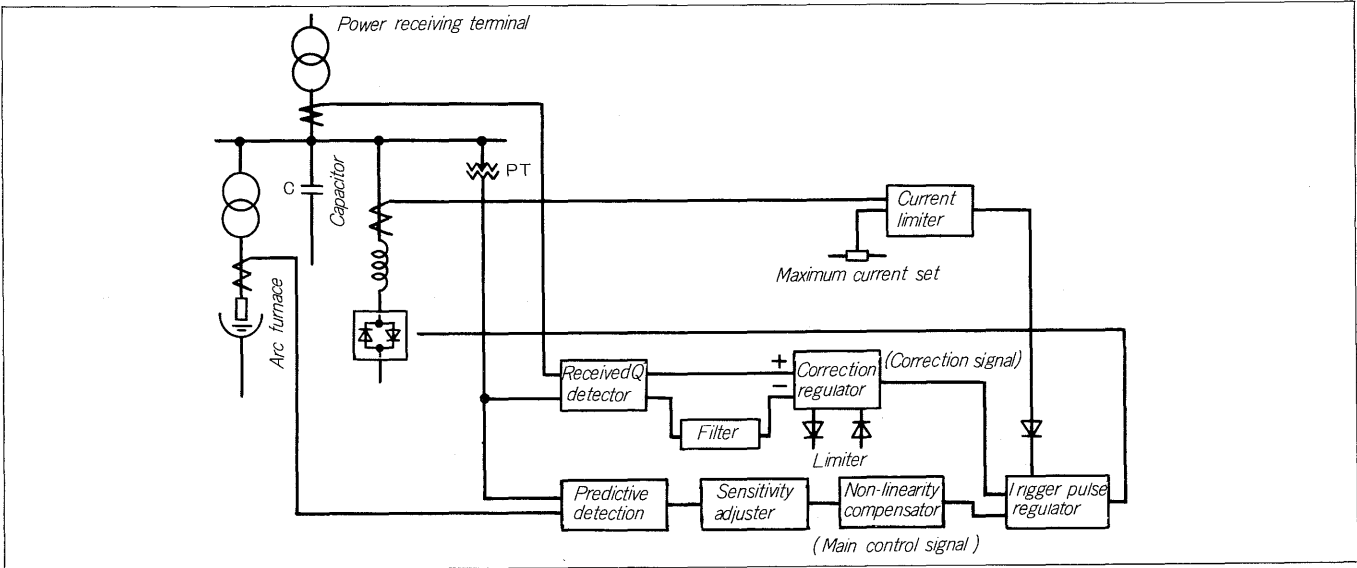 Power receiving terminal
PT
C
Capacitor
Arc furnace
Current
limiter
Maximum current set
Received Q
detector
+
−
Correction
regulator
(Correction signal)
Filter
Limiter
Predictive
detection
Sensitivity
adjuster
Non-linearity
compensator
Trigger pulse
regulator
(Main control signal)